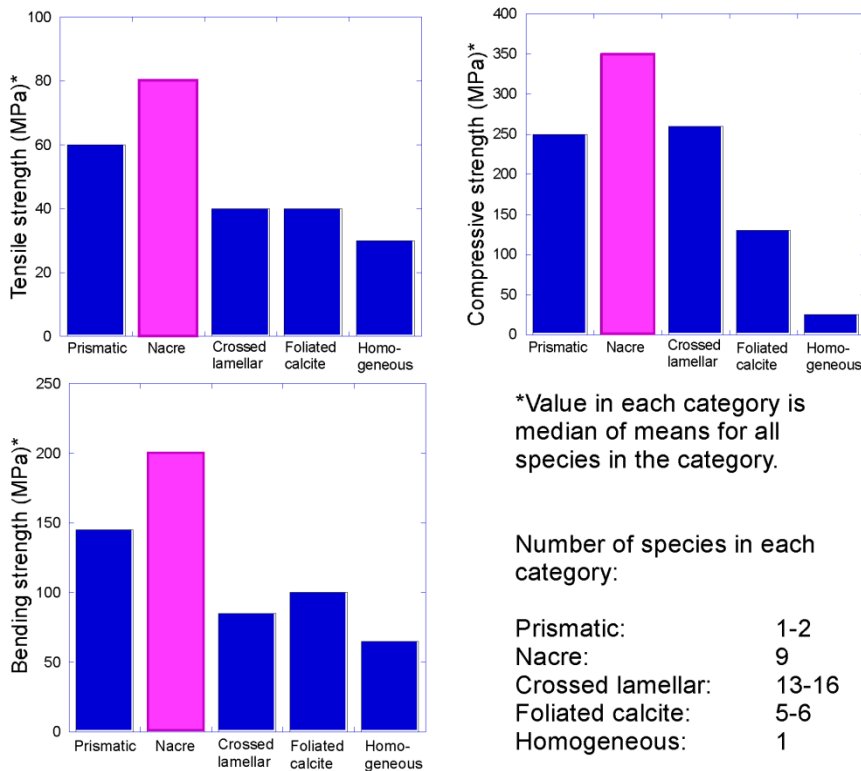 Tensile strength (MPa)*
100
80
60
40
20
0
Prismatic Nacre Crossed lamellar Foliated calcite Homo-geneous
Compressive strength (MPa)*
400
350
300
250
200
150
100
50
0
Prismatic Nacre Crossed lamellar Foliated calcite Homo-geneous
Bending strength (MPa)*
250
200
150
100
50
0
Prismatic Nacre Crossed lamellar Foliated calcite Homo-geneous
*Value in each category is
median of means for all
species in the category.
Number of species in each
category:
Prismatic: 1-2
Nacre: 9
Crossed lamellar: 13-16
Foliated calcite: 5-6
Homogeneous: 1